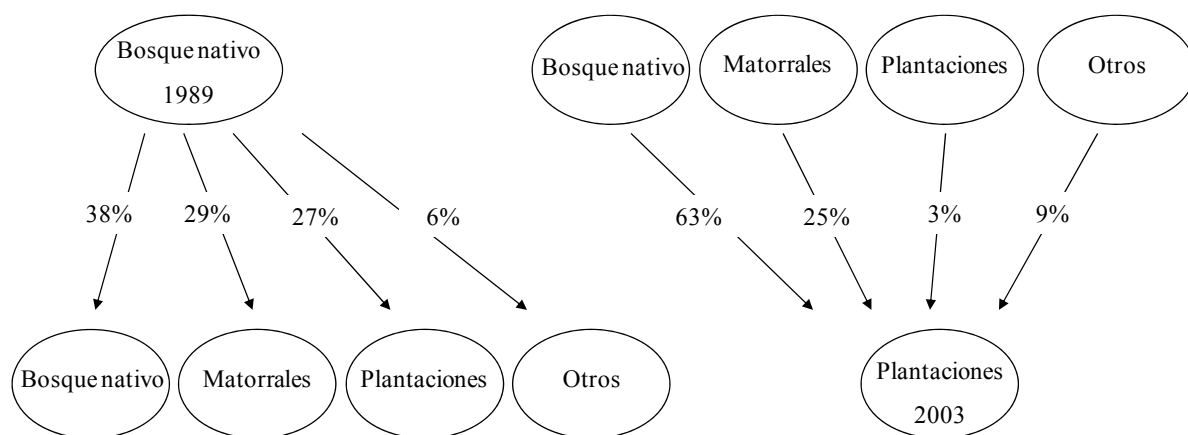 Bosque nativo
1989
Bosque nativo
Matorrales
Plantaciones
Otros
38%
29%
27%
6%
63%
25%
3%
9%
Bosque nativo
Matorrales
Plantaciones
Otros
Plantaciones
2003